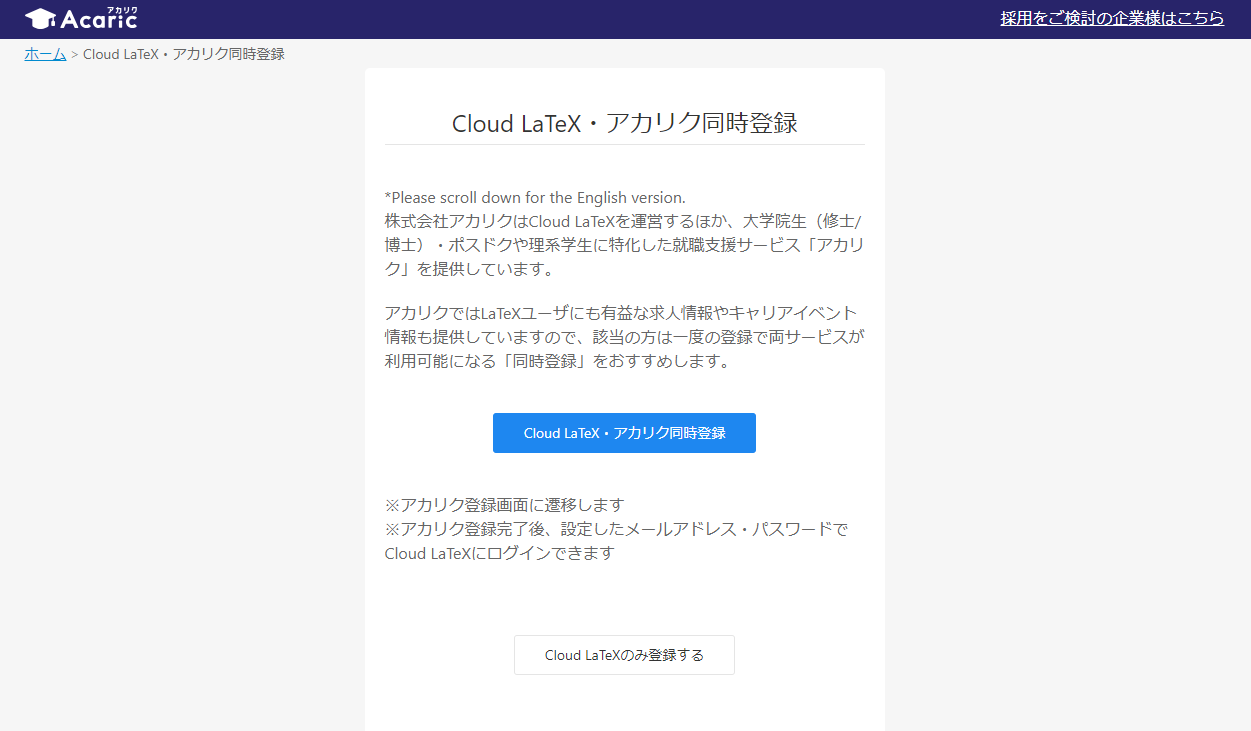 アカリク
Acaric
採用をご検討の企業様はこちら
ホーム > Cloud LaTeX・アカリク同時登録
Cloud LaTeX・アカリク同時登録
*Please scroll down for the English version.
株式会社アカリクはCloud LaTeXを運営するほか、大学院生（修士/
博士）・ポスドクや理系学生に特化した就職支援サービス「アカリ
ク」を提供しています。
アカリクではLaTeXユーザにも有益な求人情報やキャリアイベント
情報も提供していますので、該当の方は一度の登録で両サービスが
利用可能になる「同時登録」をおすすめします。
Cloud LaTeX・アカリク同時登録
※アカリク登録画面に遷移します
※アカリク登録完了後、設定したメールアドレス・パスワードで
Cloud LaTeXにログインできます
Cloud LaTeXのみ登録する